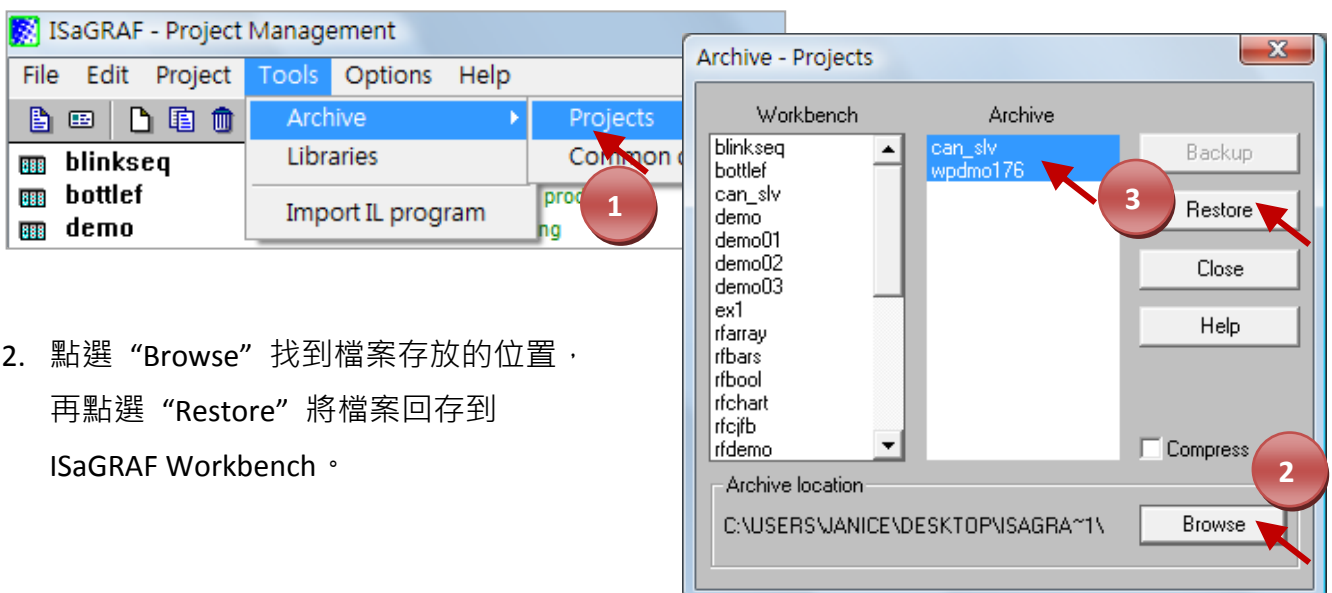 ISaGRAF - Project Management
File Edit Project Tools Options Help
Archive
Projects
Libraries
Common
Import IL program
blinkseq
bottlef
demo
1
2. 點選 “Browse” 找到檔案存放的位置，
再點選 “Restore” 將檔案回存到
ISaGRAF Workbench。
Archive - Projects
Workbench
Archive
blinkseq
bottlef
can_slv
demo
demo01
demo02
demo03
ex1
rfarray
rfbars
rfbool
rfchart
rfcjfb
rfdemo
can_slv
wpdmo176
3
Backup
Restore
Close
Help
Compress
2
Archive location
C:\USERS\JANICE\DESKTOP\ISAGRA~1\
Browse